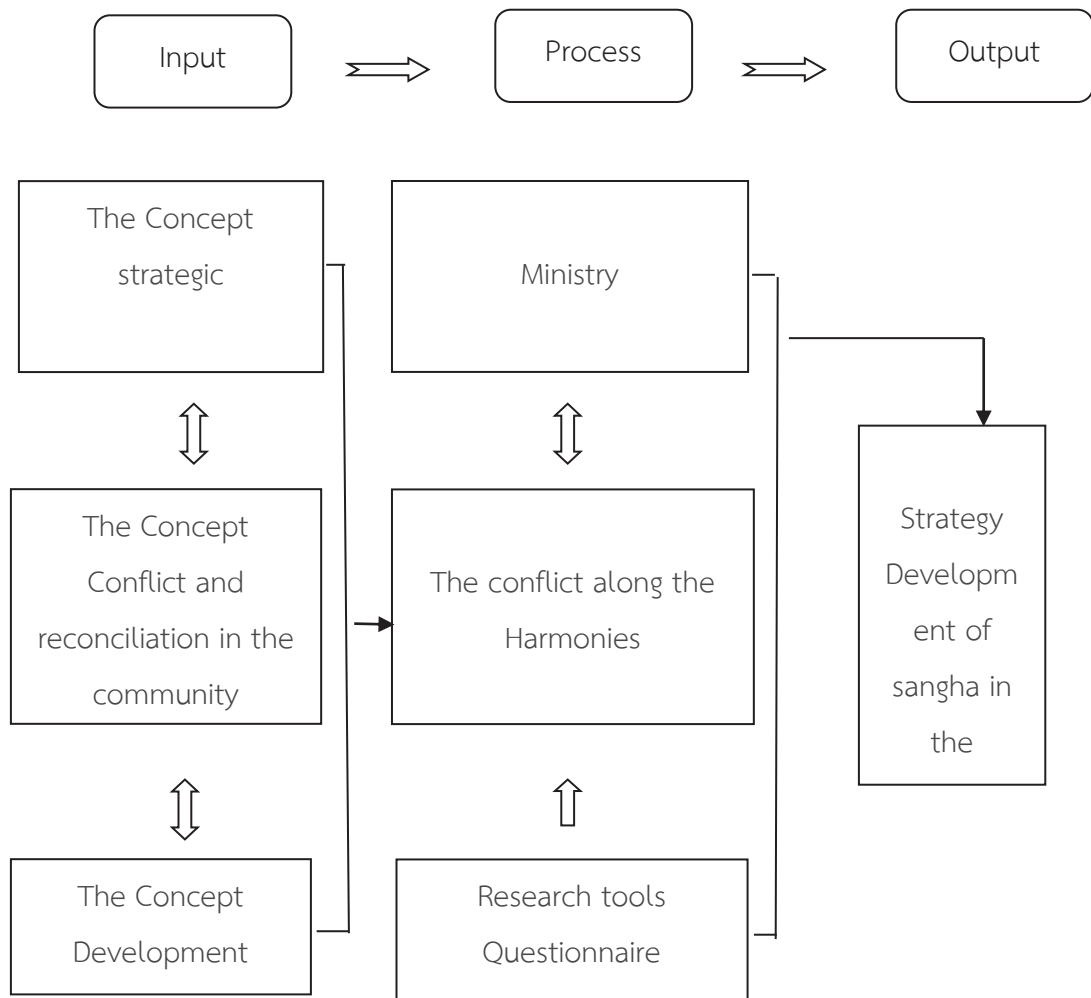 Input
Process
Output
The Concept
strategic
Ministry
The Concept
Conflict and
reconciliation in the
community
The conflict along the
Harmonies
Strategy
Developm
ent of
sangha in
the
The Concept
Development
Research tools
Questionnaire